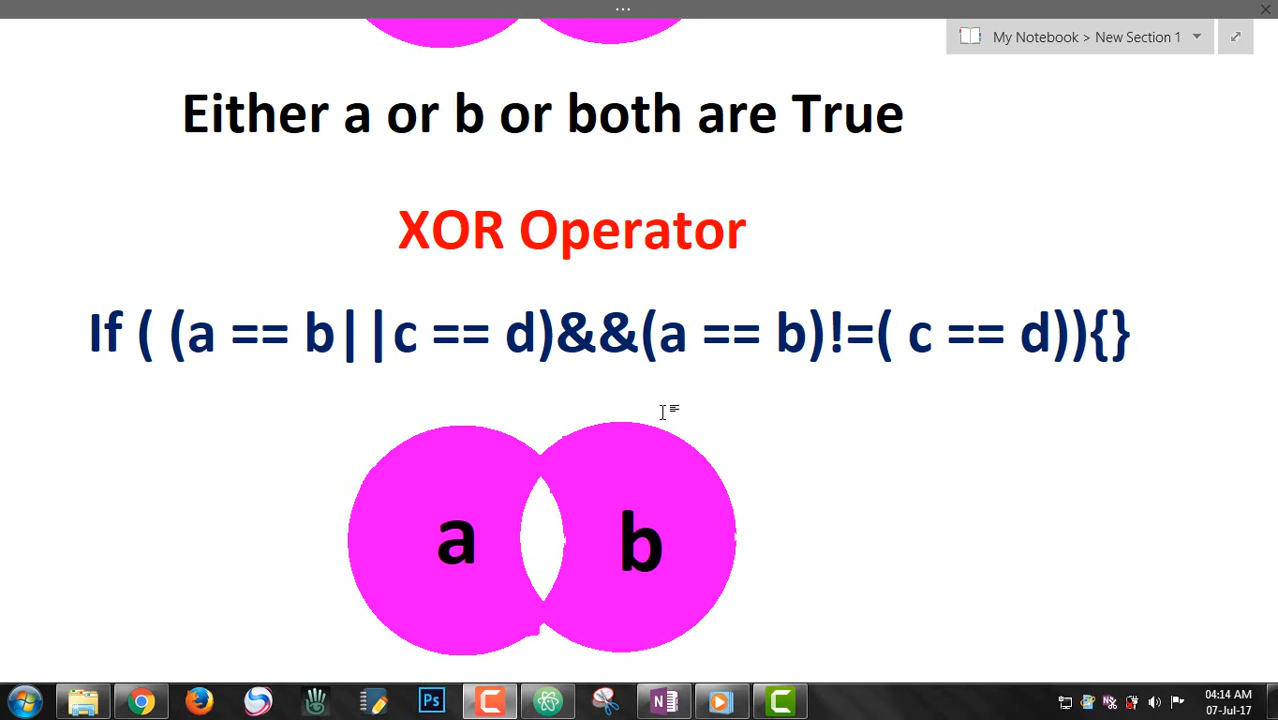 ...
My Notebook > New Section 1
Either a or b or both are True
XOR Operator
If ( (a == b||c == d)&&(a == b)!=( c == d)){}
a
b
Ps
N
04:14 AM
07-Jul-17